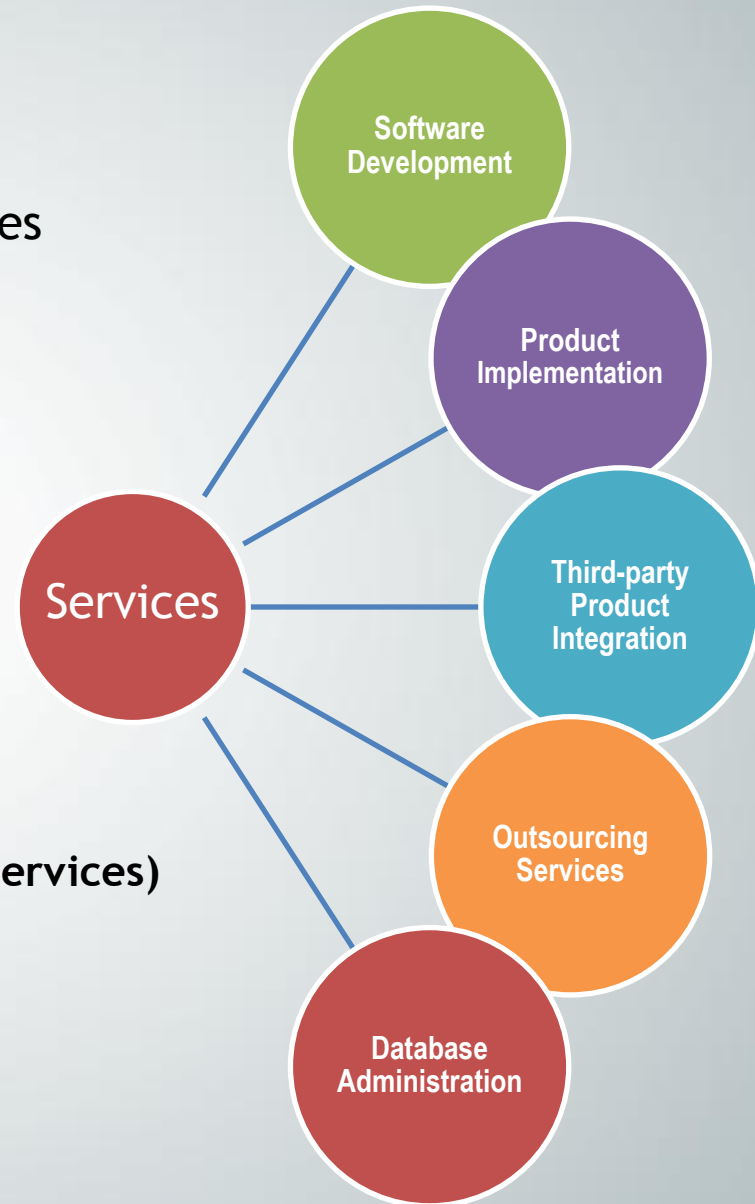 Software
Development
es
Product
Implementation
Services
Third-party
Product
Integration
Outsourcing
Services
ervices)
Database
Administration